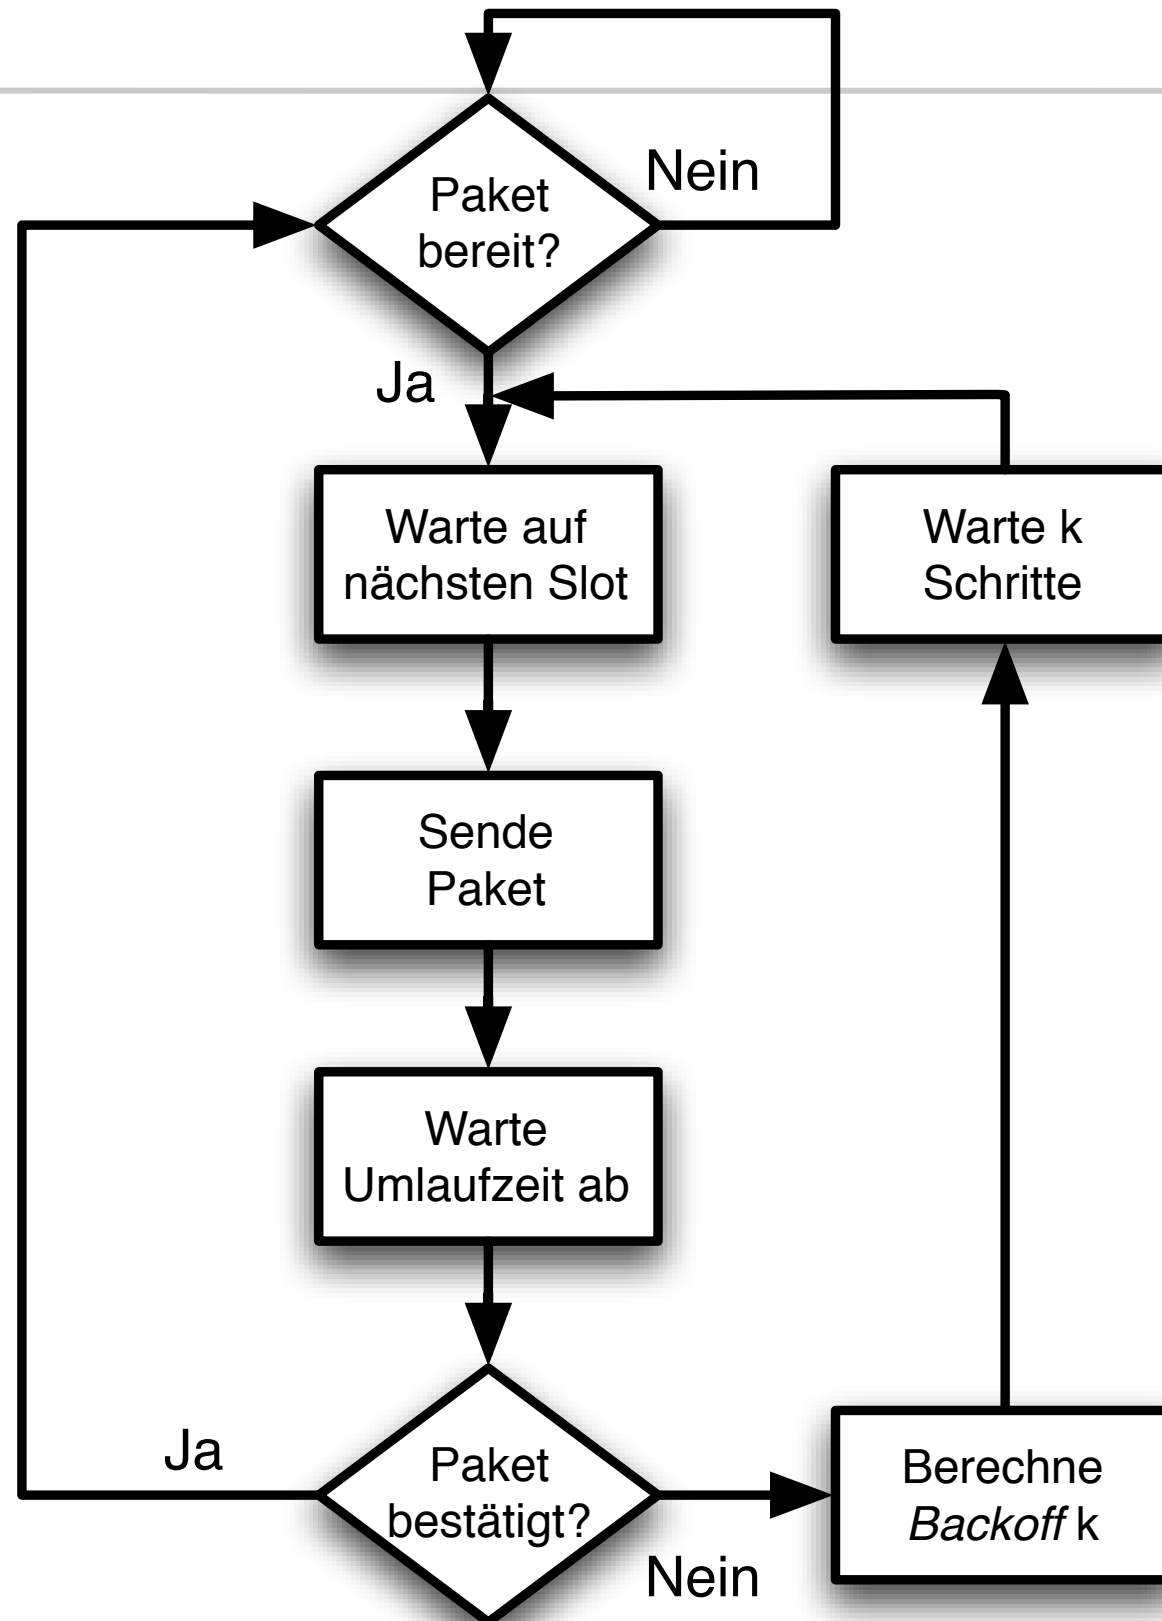 Paket
bereit?
Nein
Ja
Warte auf
nächsten Slot
Warte k
Schritte
Sende
Paket
Warte
Umlaufzeit ab
Ja
Paket
bestätigt?
Nein
Berechne
Backoff k